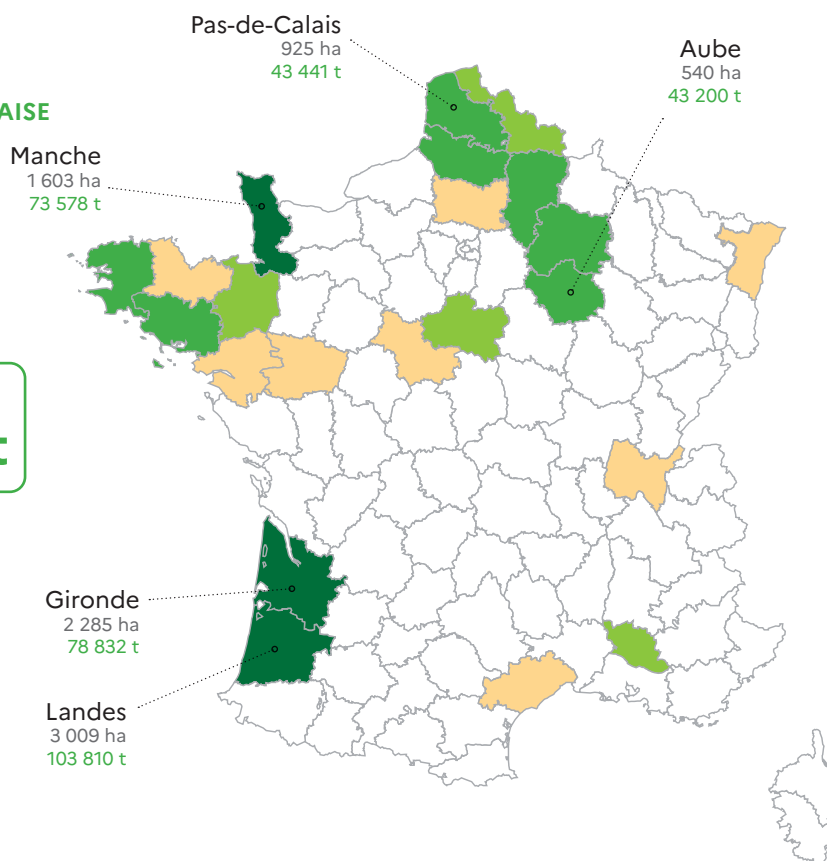 Pas-de-Calais
925 ha
43 441 t
Aube
540 ha
43 200 t
AISE
Manche
1 603 ha
73 578 t
t
Gironde
2 285 ha
78 832 t
Landes
3 009 ha
103 810 t